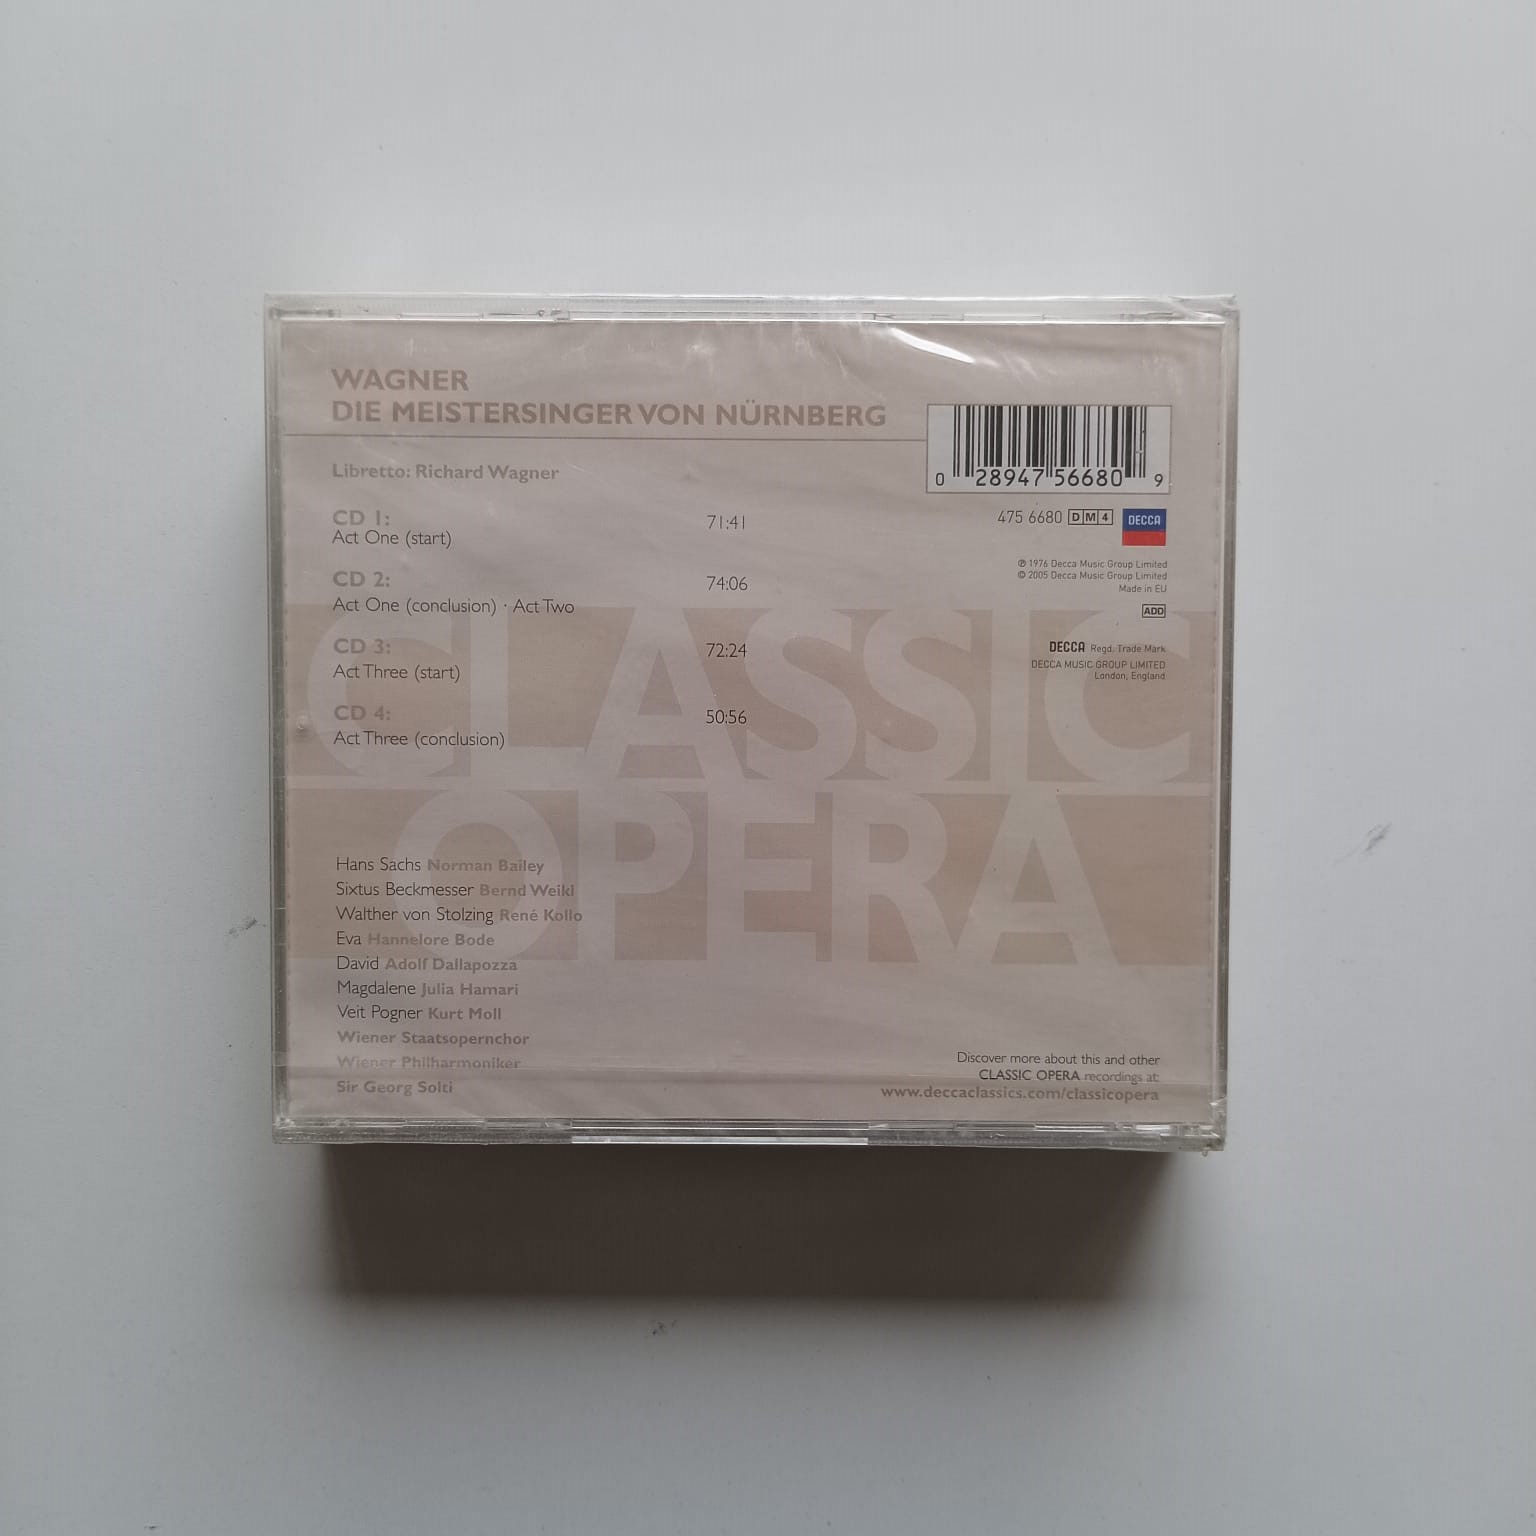 WAGNER
DIE MEISTERSINGER VON NÜRNBERG
0 28947 56680 9
Libretto: Richard Wagner
CD 1: 71:41
Act One (start)
CD 2: 74:06
Act One (conclusion) · Act Two
CD 3: 72:24
Act Three (start)
CD 4: 50:56
Act Three (conclusion)
475 6680 D M 4 DECCA
℗ 1976 Decca Music Group Limited
© 2005 Decca Music Group Limited
Made in EU
ADD
DECCA Regd. Trade Mark
DECCA MUSIC GROUP LIMITED
London, England
CLASSIC
OPERA
Hans Sachs Norman Bailey
Sixtus Beckmesser Bernd Weikl
Walther von Stolzing René Kollo
Eva Hannelore Bode
David Adolf Dallapozza
Magdalene Julia Hamari
Veit Pogner Kurt Moll
Wiener Staatsopernchor
Wiener Philharmoniker
Sir Georg Solti
Discover more about this and other
CLASSIC OPERA recordings at:
www.deccaclassics.com/classicopera